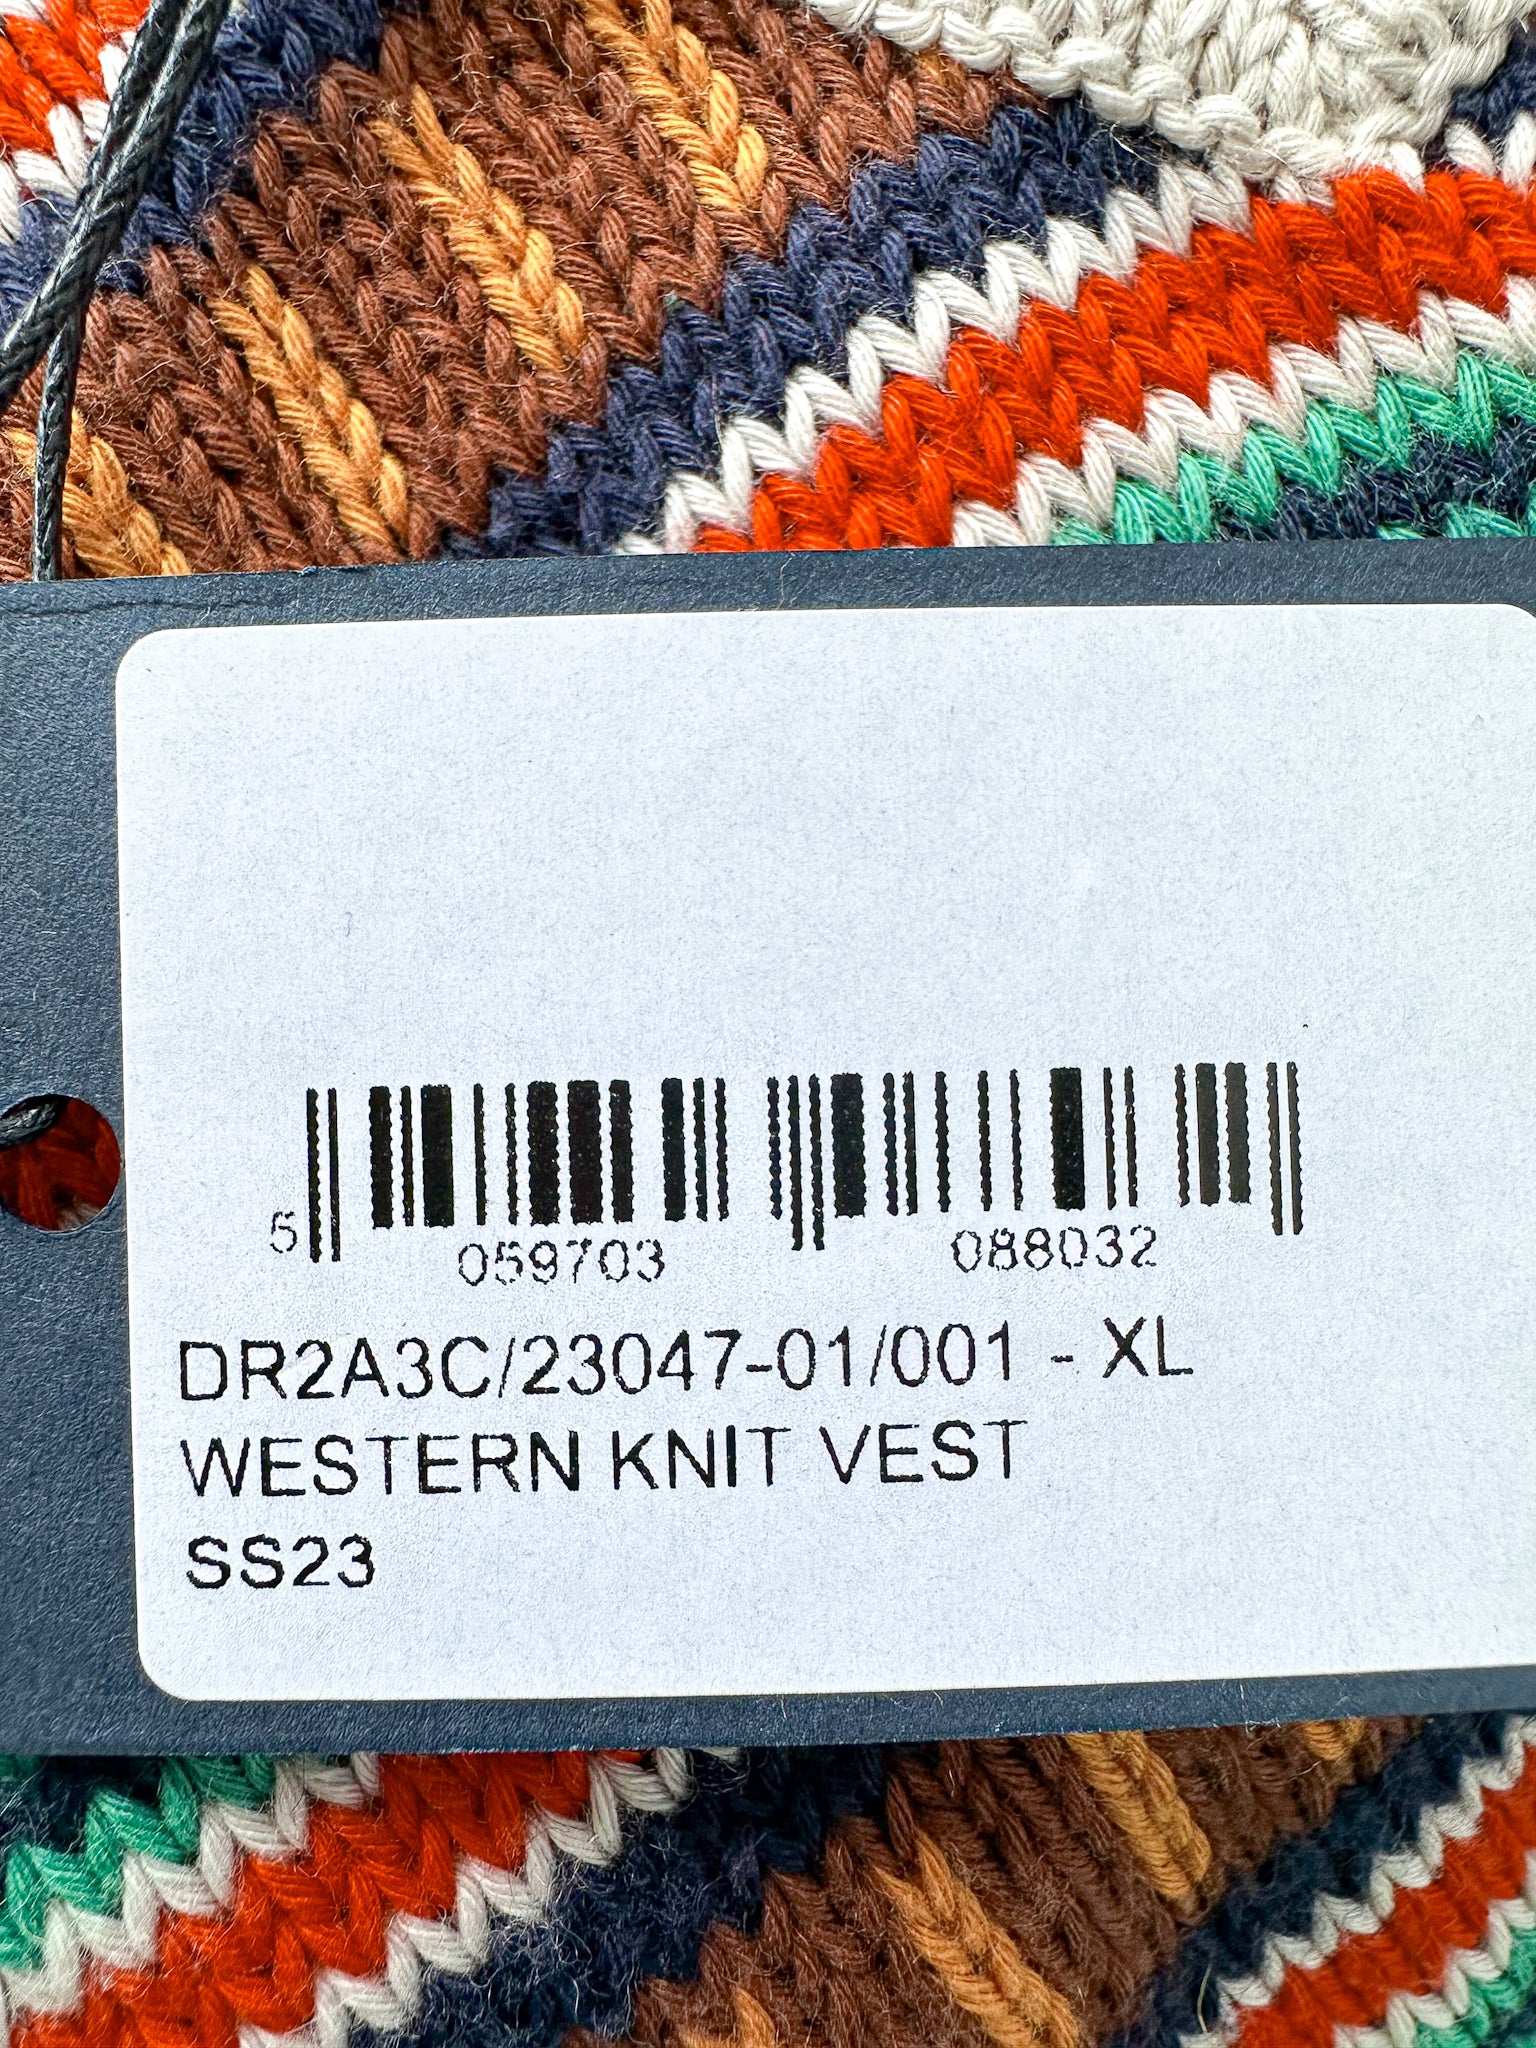 5 059703 088032
DR2A3C/23047-01/001 - XL
WESTERN KNIT VEST
SS23